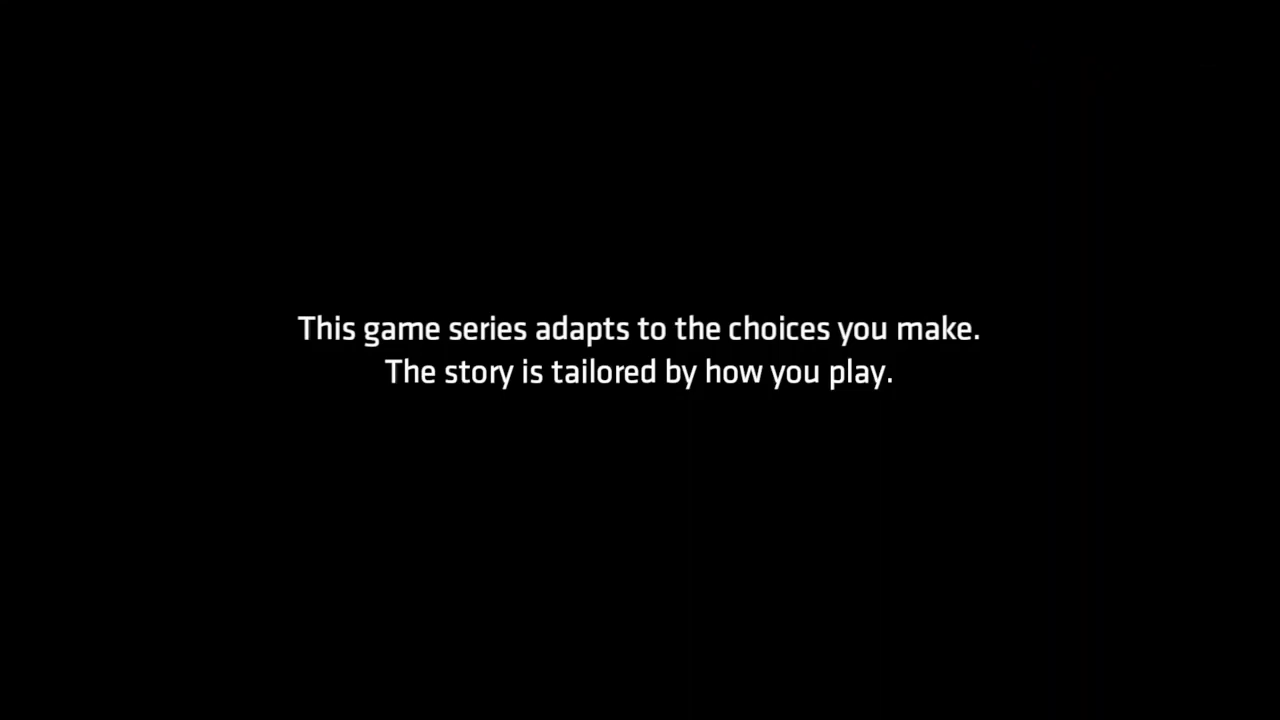 This game series adapts to the choices you make.
The story is tailored by how you play.